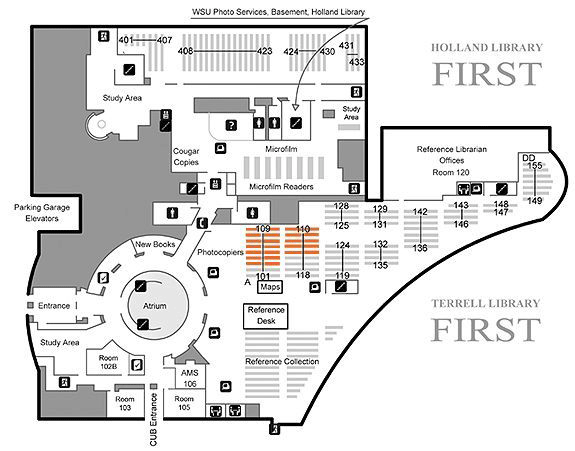 WSU Photo Services, Basement, Holland Library
401 407
408 423
424 430
431
433
HOLLAND LIBRARY
FIRST
Study Area
Study
Area
?
Cougar
Copies
Microfilm
Microfilm Readers
Reference Librarian
Offices
Room 120
DD
155
149
Parking Garage
Elevators
128
125
129
131
142
136
143
146
148
147
New Books
Photocopiers
109
101
110
118
124
119
132
135
A
Maps
Entrance
Atrium
Reference
Desk
TERRELL LIBRARY
FIRST
Study Area
Room
102B
AMS
106
Reference Collection
Room
103
CUB Entrance
Room
105